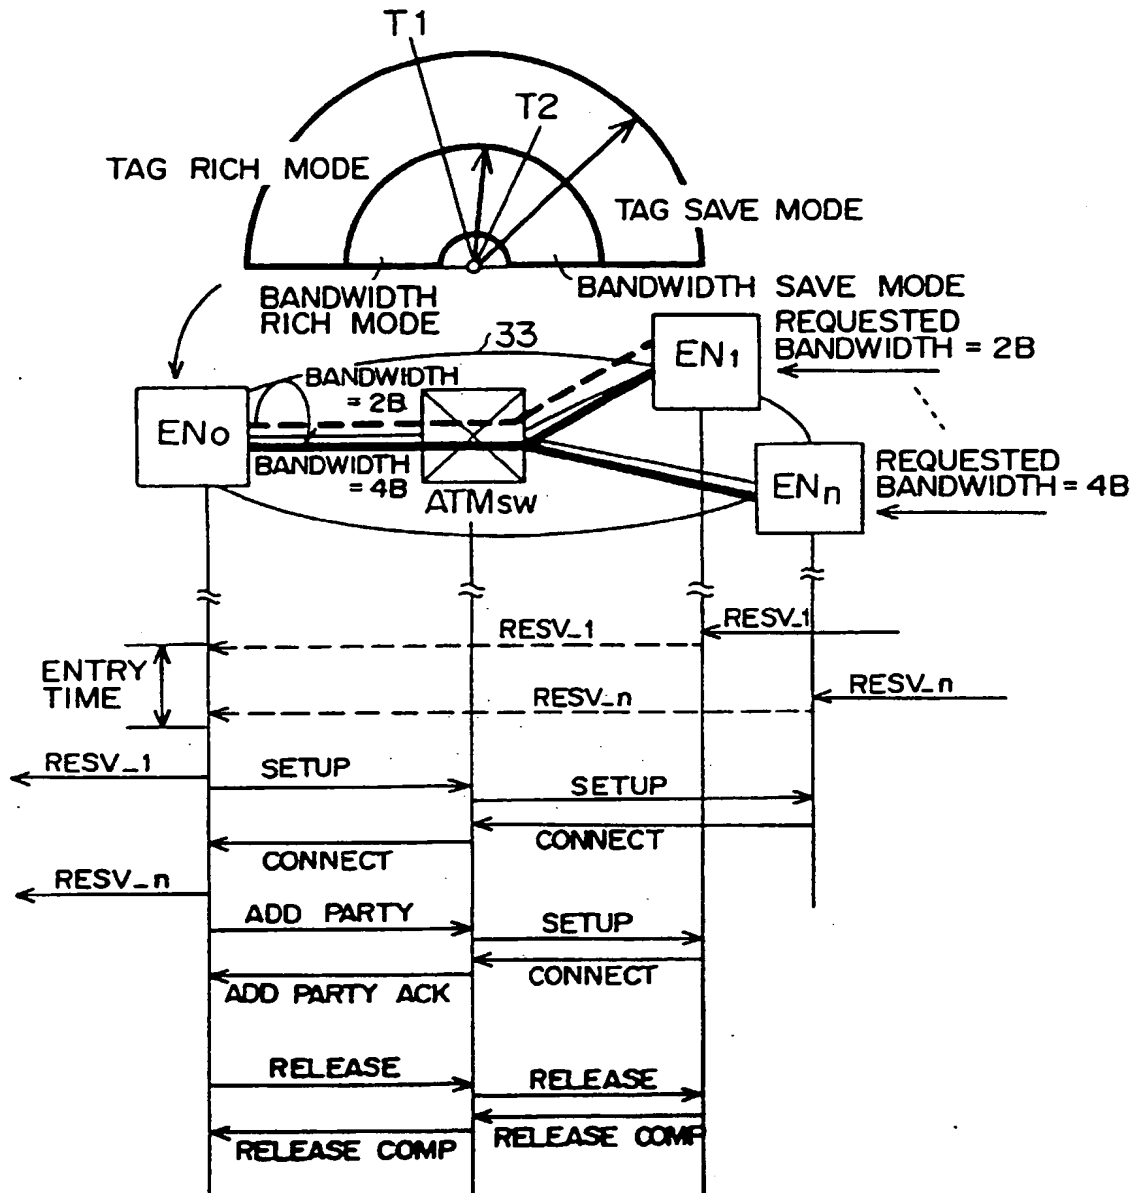 T1
T2
TAG RICH MODE
TAG SAVE MODE
BANDWIDTH
RICH MODE
BANDWIDTH SAVE MODE
33
EN1
REQUESTED
BANDWIDTH = 2B
BANDWIDTH
= 2B
EN0
BANDWIDTH
= 4B
ATMSW
ENn
REQUESTED
BANDWIDTH = 4B
RESV_1
RESV_1
ENTRY
TIME
RESV_n
RESV_n
RESV_1
SETUP
SETUP
CONNECT
CONNECT
RESV_n
ADD PARTY
SETUP
CONNECT
ADD PARTY ACK
RELEASE
RELEASE
RELEASE COMP
RELEASE COMP